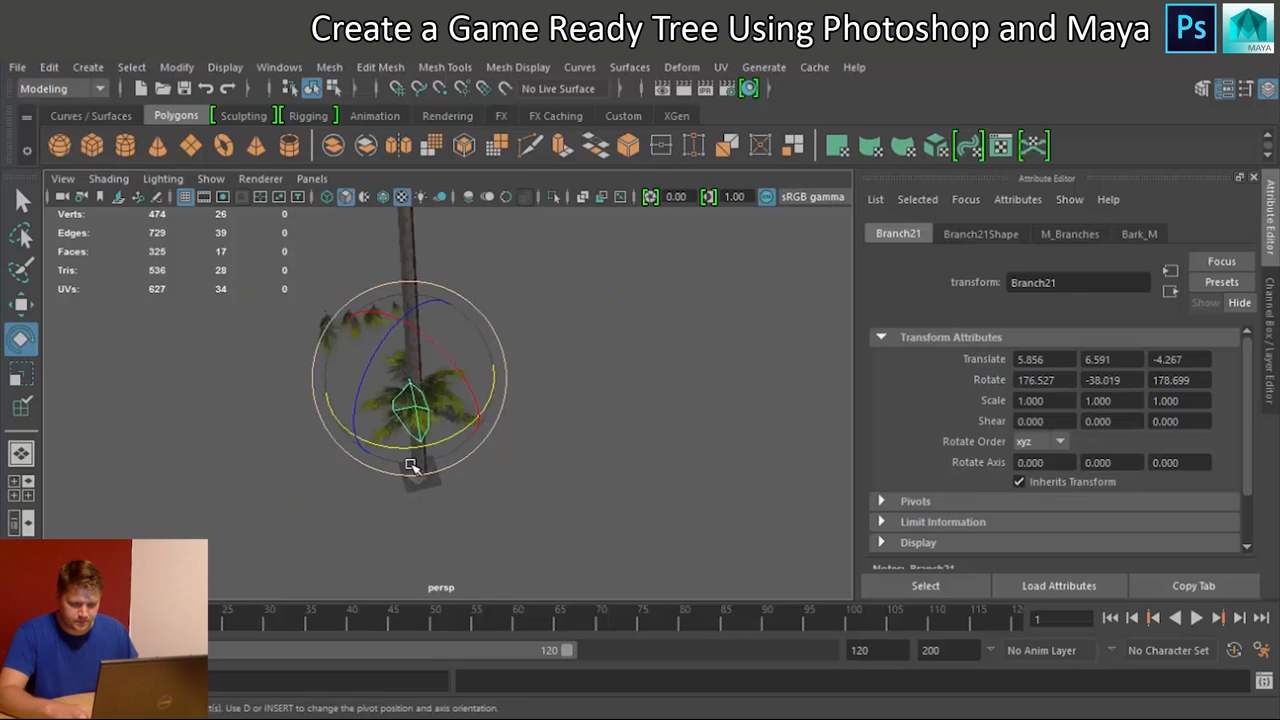 Create a Game Ready Tree Using Photoshop and Maya Ps MAYA
File Edit Create Select Modify Display Windows Mesh Edit Mesh Mesh Tools Mesh Display Curves Surfaces Deform UV Generate Cache Help
Modeling No Live Surface
Curves / Surfaces Polygons Sculpting Rigging Animation Rendering FX FX Caching Custom XGen
View Shading Lighting Show Renderer Panels
0.00 1.00 sRGB gamma
Verts: 474 26 0
Edges: 729 39 0
Faces: 325 17 0
Tris: 536 28 0
UVs: 627 34 0
persp
Attribute Editor
List Selected Focus Attributes Show Help
Branch21 Branch21Shape M_Branches Bark_M
Focus
transform: Branch21 Presets
Show Hide
Transform Attributes
Translate 5.856 6.591 -4.267
Rotate 176.527 -38.019 178.699
Scale 1.000 1.000 1.000
Shear 0.000 0.000 0.000
Rotate Order xyz
Rotate Axis 0.000 0.000 0.000
Inherits Transform
Pivots
Limit Information
Display
Notes: Branch21
Select Load Attributes Copy Tab
Attribute Editor
Channel Box / Layer Editor
25 30 35 40 45 50 55 60 65 70 75 80 85 90 95 100 105 110 115 12 1
120 120 200 No Anim Layer No Character Set
(s). Use D or INSERT to change the pivot position and axis orientation.